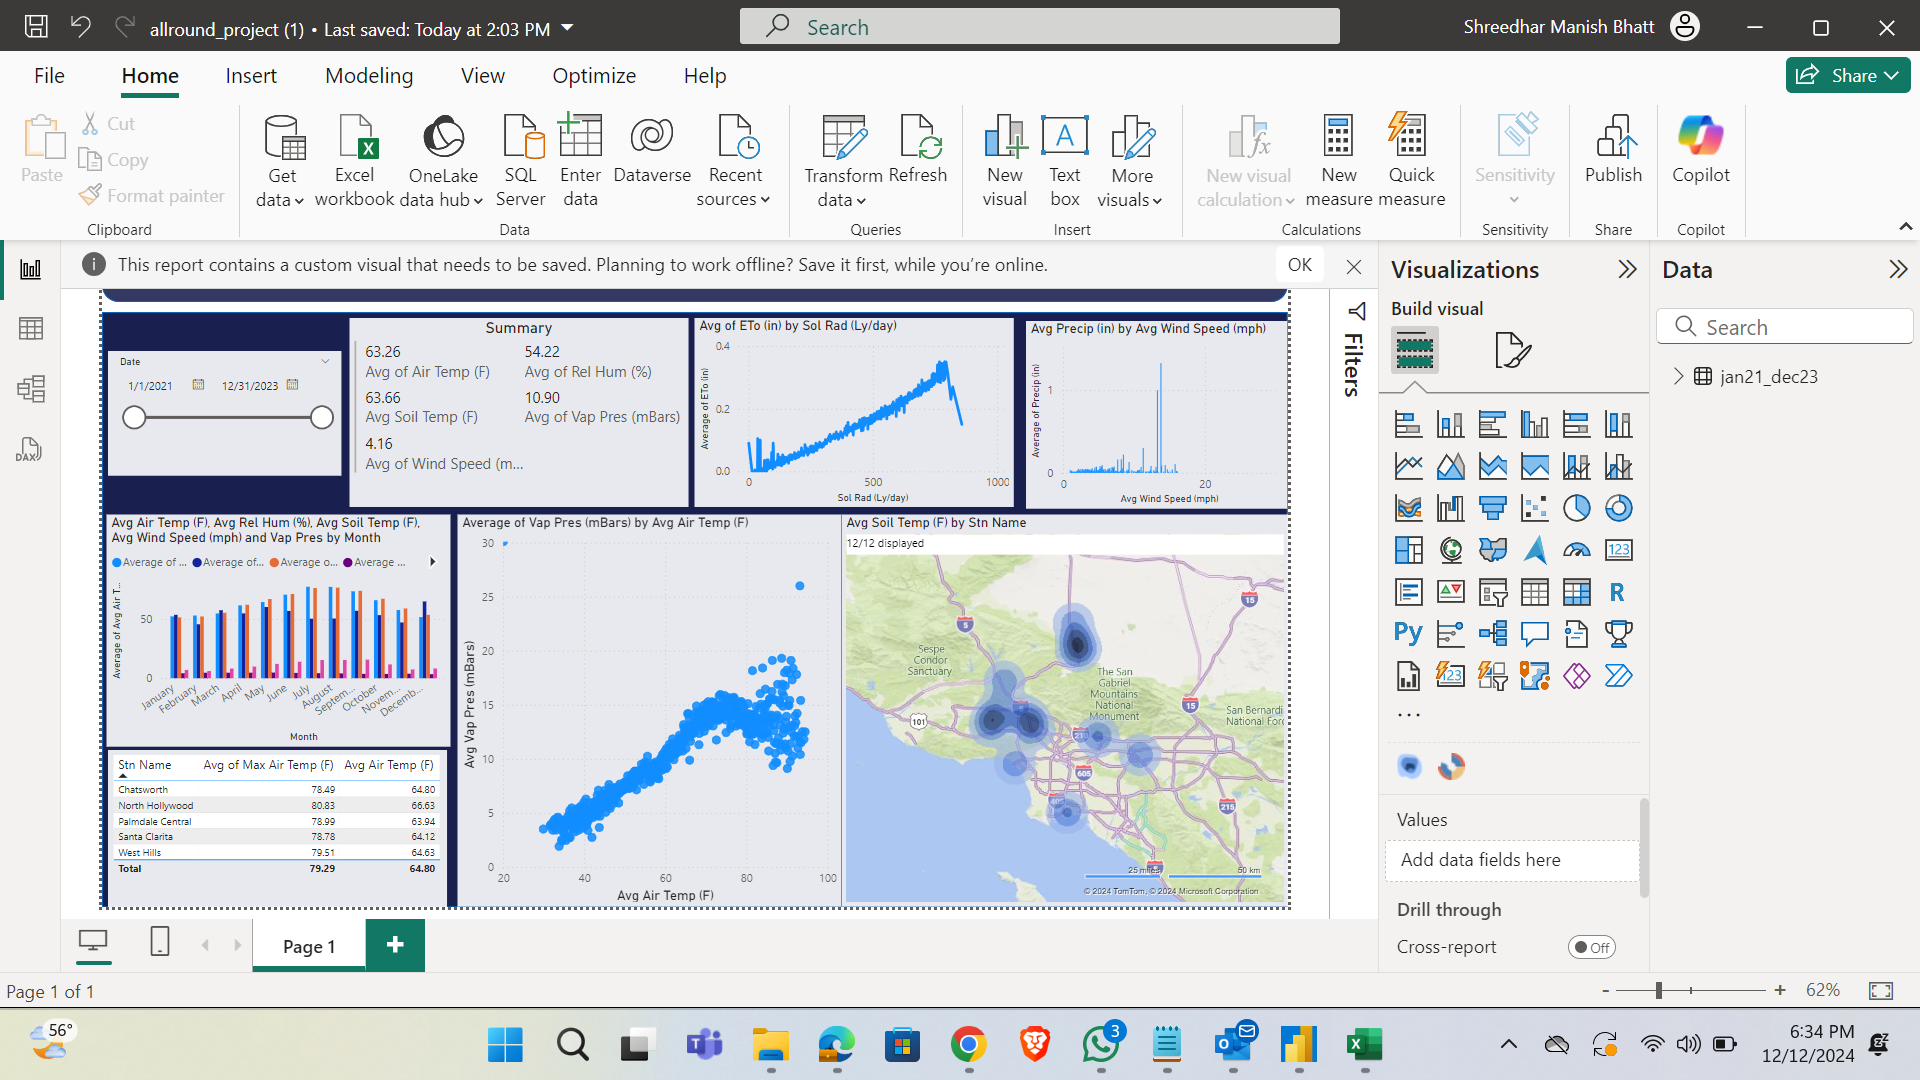 allround_project (1) • Last saved: Today at 2:03 PM
Search
Shreedhar Manish Bhatt
File
Home
Insert
Modeling
View
Optimize
Help
Share
Paste
Cut
Copy
Format painter
Clipboard
Get data
Excel workbook
OneLake data hub
SQL Server
Enter data
Dataverse
Recent sources
Data
Transform data
Refresh
Queries
New visual
Text box
More visuals
Insert
New visual calculation
New measure
Quick measure
Calculations
Sensitivity
Sensitivity
Publish
Share
Copilot
Copilot
This report contains a custom visual that needs to be saved. Planning to work offline? Save it first, while you're online.
OK
Date
1/1/2021
12/31/2023
Summary
63.26
Avg of Air Temp (F)
54.22
Avg of Rel Hum (%)
63.66
Avg Soil Temp (F)
10.90
Avg of Vap Pres (mBars)
4.16
Avg of Wind Speed (m...
Avg of ETo (in) by Sol Rad (Ly/day)
Average of ETo (in)
0.4
0.2
0.0
0
500
1000
Sol Rad (Ly/day)
Avg Precip (in) by Avg Wind Speed (mph)
Average of Precip (in)
1
0
0
20
Avg Wind Speed (mph)
Avg Air Temp (F), Avg Rel Hum (%), Avg Soil Temp (F),
Avg Wind Speed (mph) and Vap Pres by Month
Average of ...
Average of...
Average o...
Average ...
Average of Avg Air T...
50
0
January
February
March
April
May
June
July
August
Septem...
October
Novem...
Decemb...
Month
Stn Name
Avg of Max Air Temp (F)
Avg Air Temp (F)
Chatsworth 78.49 64.80
North Hollywood 80.83 66.63
Palmdale Central 78.99 63.94
Santa Clarita 78.78 64.12
West Hills 79.51 64.63
Total 79.29 64.80
Average of Vap Pres (mBars) by Avg Air Temp (F)
Avg Vap Pres (mBars)
30
25
20
15
10
5
0
20
40
60
80
100
Avg Air Temp (F)
Avg Soil Temp (F) by Stn Name
12/12 displayed
5
15
Sespe
Condor
Sanctuary
The San
Gabriel
Mountains
National
Monument
15
San Bernardi
National Forc
101
210
605
405
215
5
25 miles
50 km
© 2024 TomTom, © 2024 Microsoft Corporation
Filters
Visualizations
Build visual
123
R
Py
123
...
Values
Add data fields here
Drill through
Cross-report
Off
Data
Search
jan21_dec23
DAX
Page 1
+
Page 1 of 1
-
+
62%
56°
T
3
O
X
6:34 PM
12/12/2024